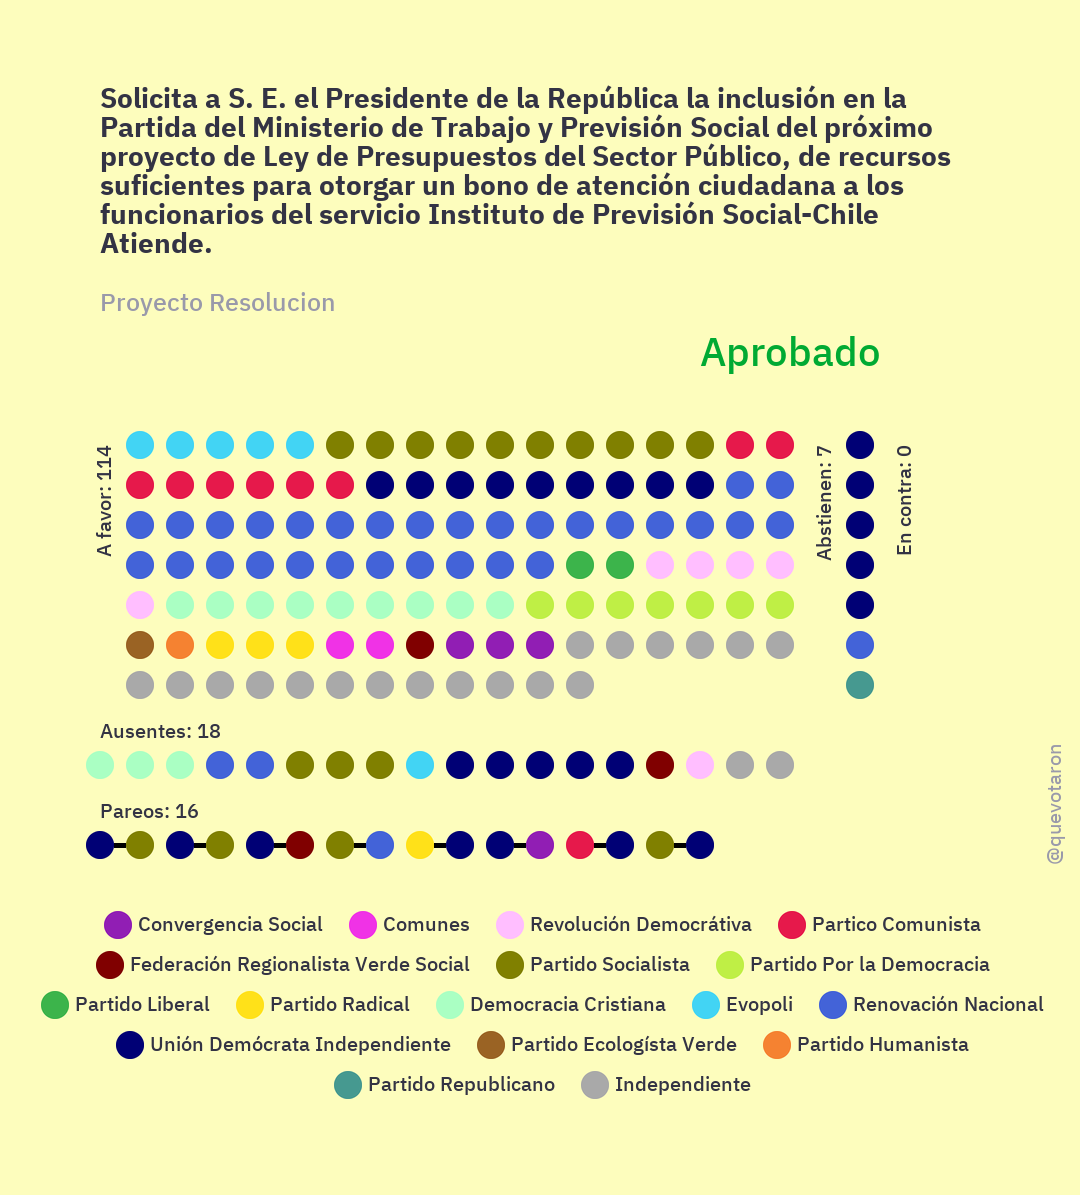 Solicita a S. E. el Presidente de la República la inclusión en la
Partida del Ministerio de Trabajo y Previsión Social del próximo
proyecto de Ley de Presupuestos del Sector Público, de recursos
suficientes para otorgar un bono de atención ciudadana a los
funcionarios del servicio Instituto de Previsión Social-Chile
Atiende.
Proyecto Resolucion
Aprobado
A favor: 114
Abstienen: 7
En contra: 0
Ausentes: 18
Pareos: 16
@quevotaron
Convergencia Social
Comunes
Revolución Democrátiva
Partico Comunista
Federación Regionalista Verde Social
Partido Socialista
Partido Por la Democracia
Partido Liberal
Partido Radical
Democracia Cristiana
Evopoli
Renovación Nacional
Unión Demócrata Independiente
Partido Ecologísta Verde
Partido Humanista
Partido Republicano
Independiente